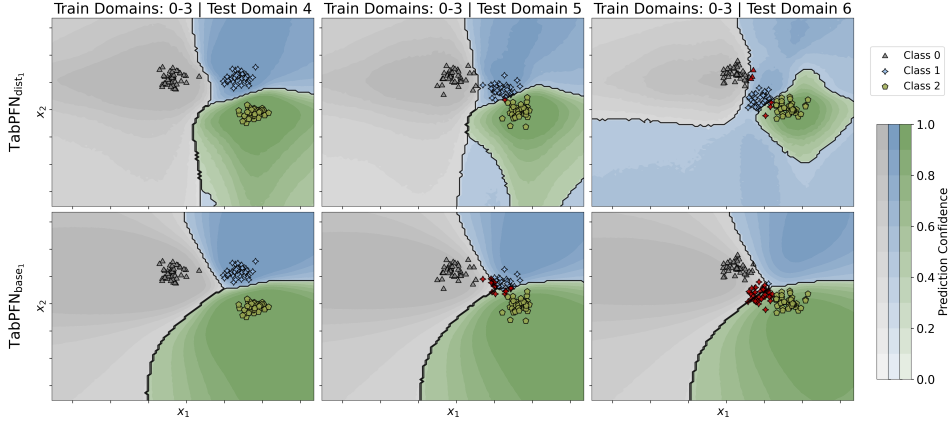 Train Domains: 0-3 | Test Domain 4
Train Domains: 0-3 | Test Domain 5
Train Domains: 0-3 | Test Domain 6
TabPFN_dist₁
x₂
Class 0
Class 1
Class 2
TabPFN_base₁
x₂
x₁
x₁
x₁
1.0
0.8
0.6
0.4
0.2
0.0
Prediction Confidence